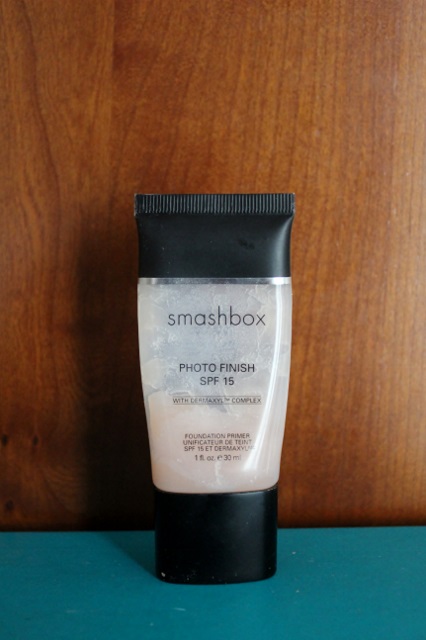 smashbox
PHOTO FINISH
SPF 15
WITH DERMAXYL™ COMPLEX
FOUNDATION PRIMER
UNIFICATEUR DE TEINT
SPF 15 ET DERMAXYL
1 fl. oz. e 30 ml